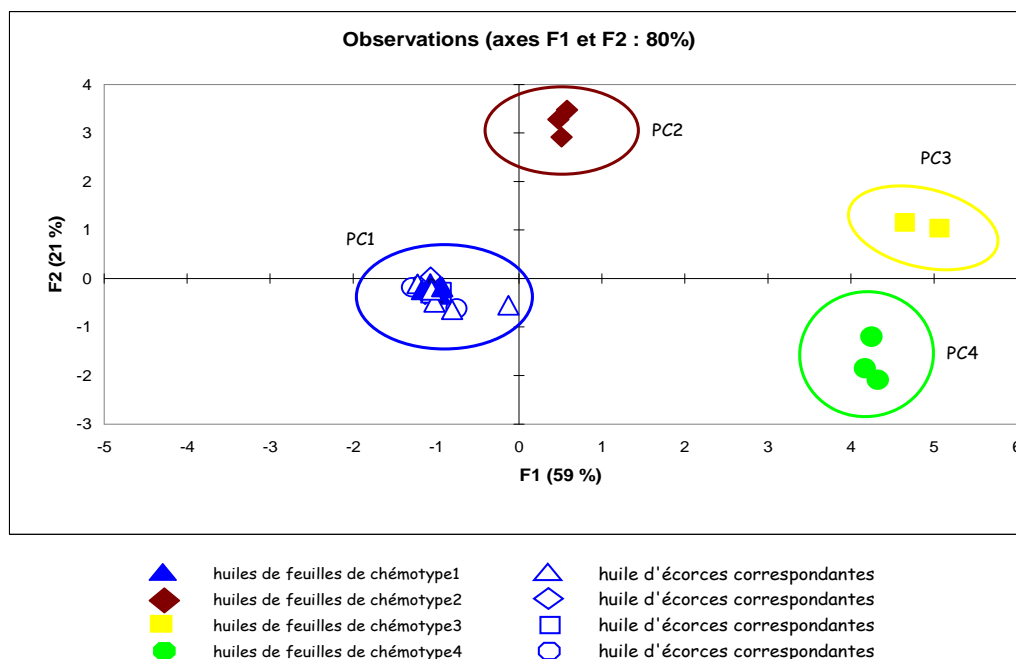 Observations (axes F1 et F2 : 80%)
4
3
2
1
0
-1
-2
-3
F2 (21 %)
PC1
PC2
PC3
PC4
-5 -4 -3 -2 -1 0 1 2 3 4 5 6
F1 (59 %)
huiles de feuilles de chémotype1 huile d'écorces correspondantes
huiles de feuilles de chémotype2 huile d'écorces correspondantes
huiles de feuilles de chémotype3 huile d'écorces correspondantes
huiles de feuilles de chémotype4 huile d'écorces correspondantes